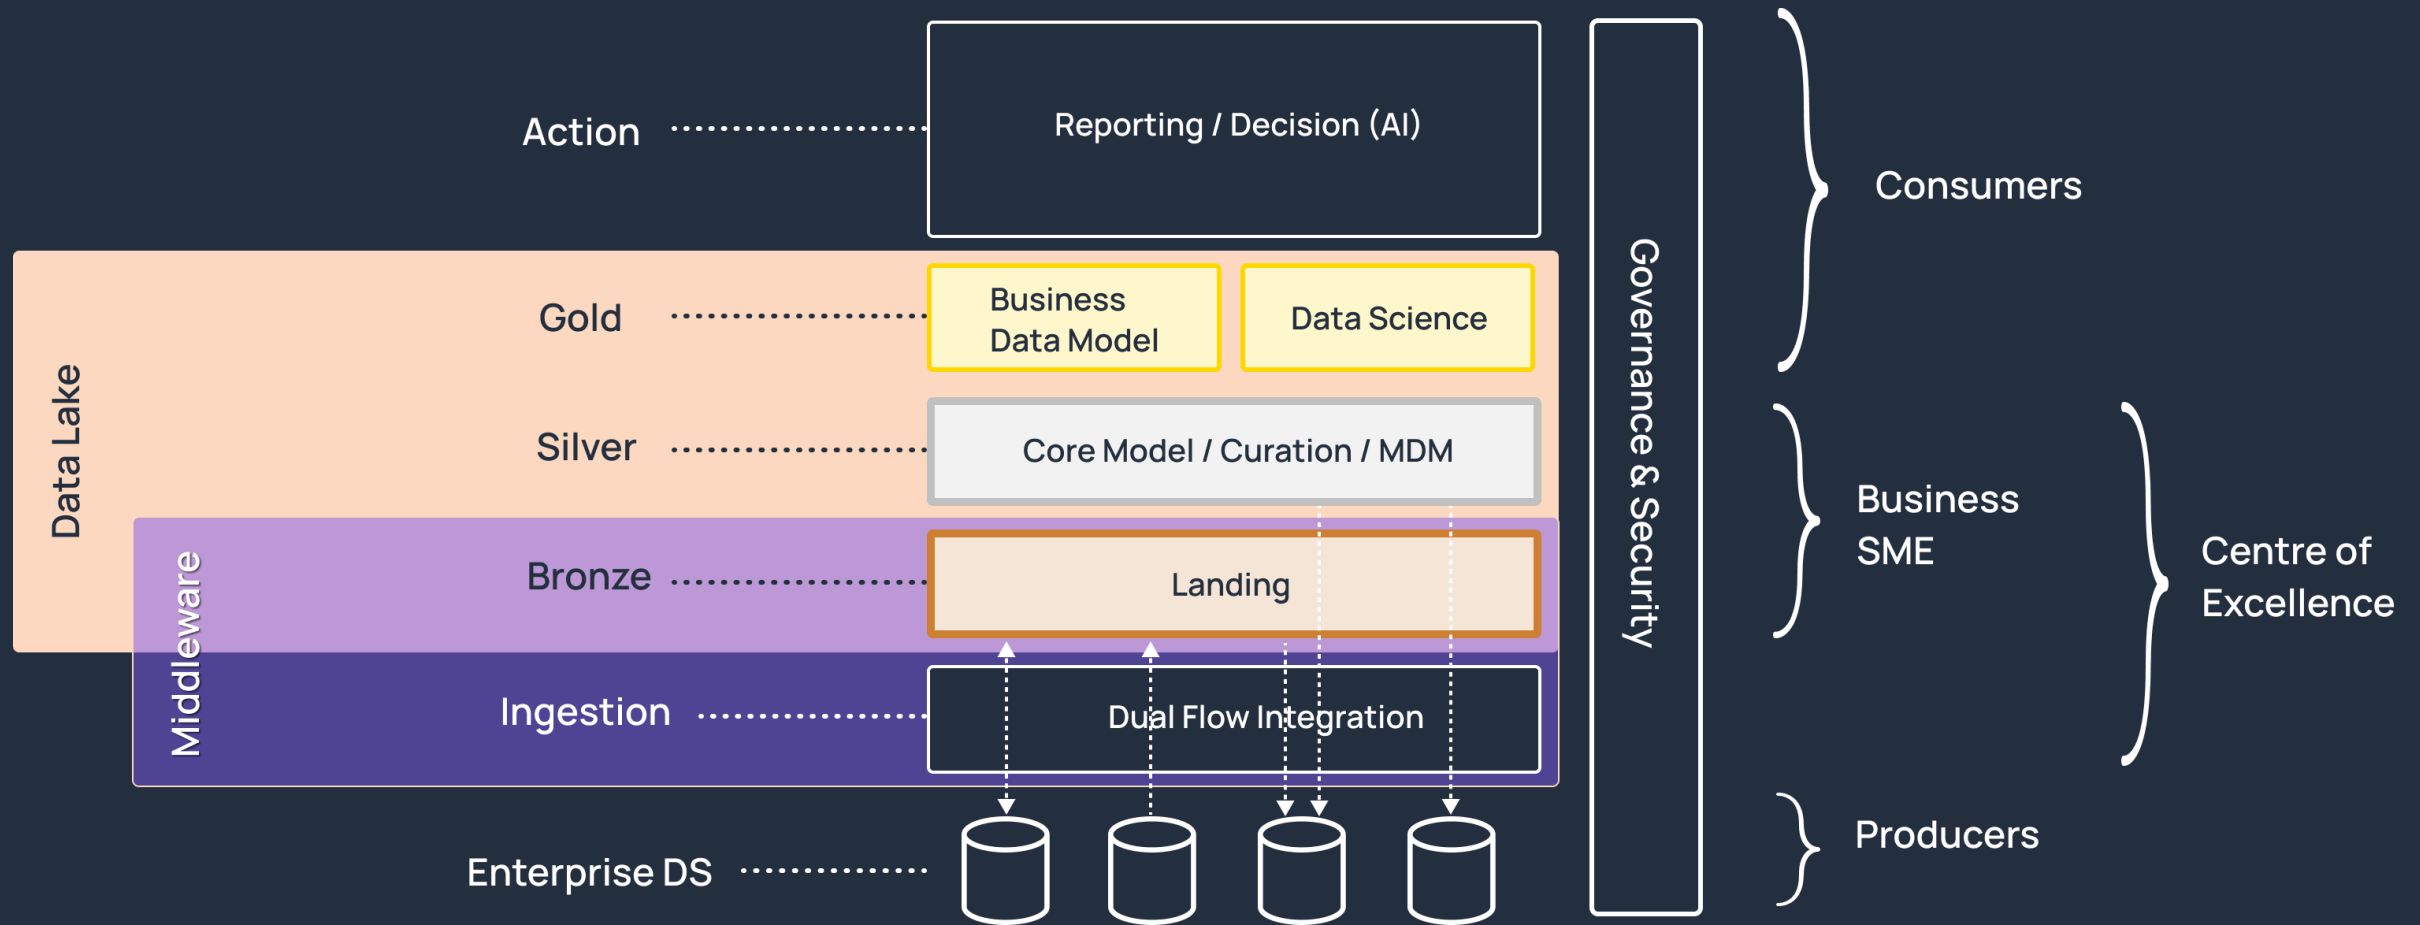 Action
Reporting / Decision (AI)
Consumers
Gold
Business
Data Model
Data Science
Governance & Security
Data Lake
Silver
Core Model / Curation / MDM
Business
SME
Centre of
Excellence
Middleware
Bronze
Landing
Ingestion
Dual Flow Integration
Enterprise DS
Producers